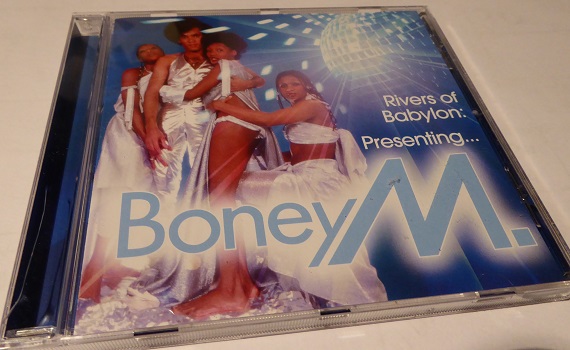 Rivers of
Babylon:
Presenting...
Boney M.